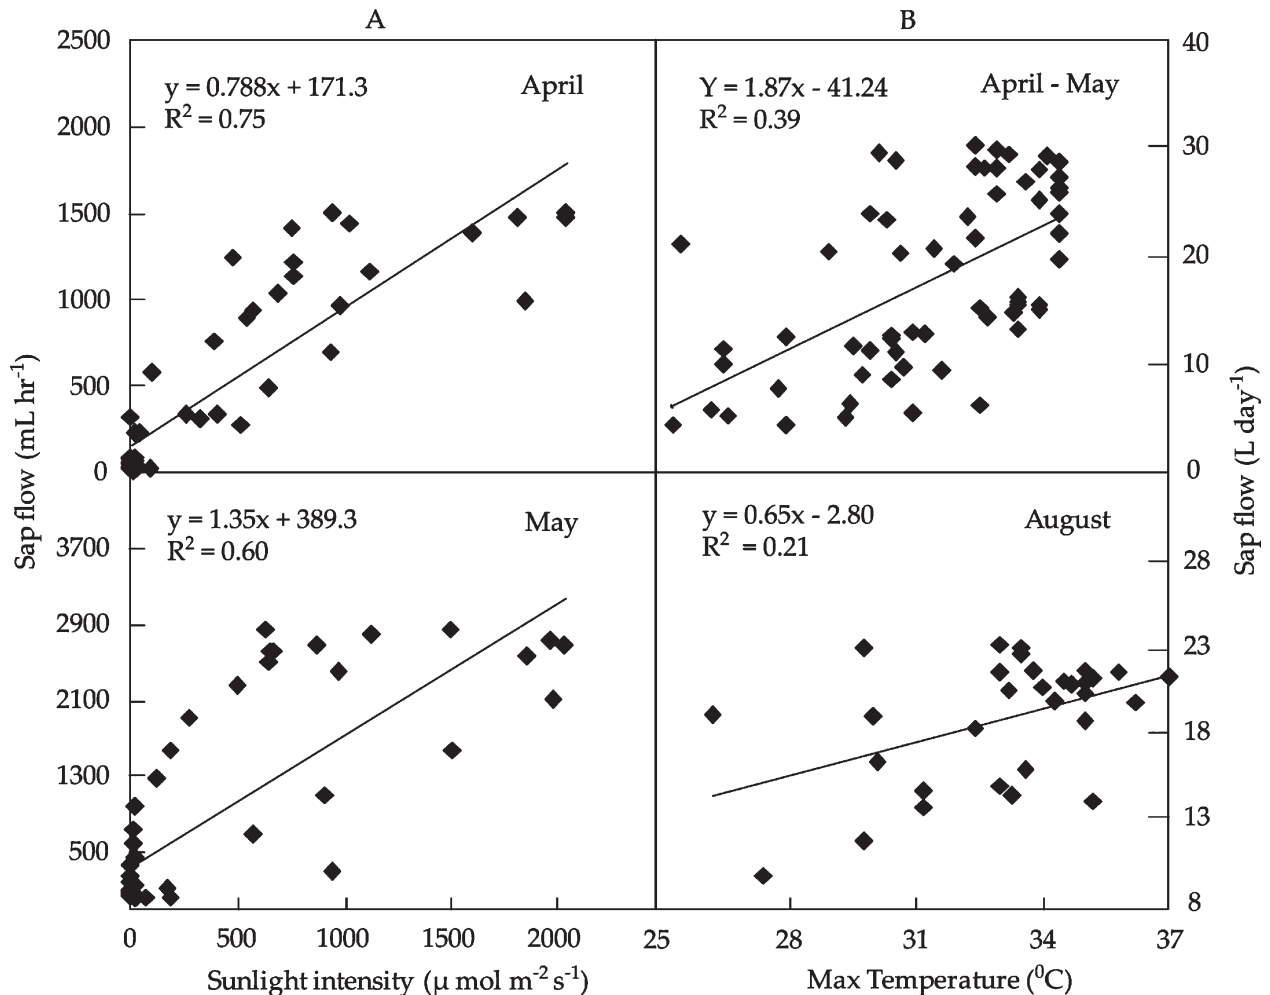 A
B
2500
2000
1500
1000
500
0
y = 0.788x + 171.3
R² = 0.75
April
Y = 1.87x - 41.24
R² = 0.39
April - May
40
30
20
10
0
Sap flow (mL hr⁻¹)
Sap flow (L day⁻¹)
y = 1.35x + 389.3
R² = 0.60
May
3700
2900
2100
1300
500
y = 0.65x - 2.80
R² = 0.21
August
28
23
18
13
8
0 500 1000 1500 2000
25 28 31 34 37
Sunlight intensity (µ mol m⁻² s⁻¹)
Max Temperature (⁰C)